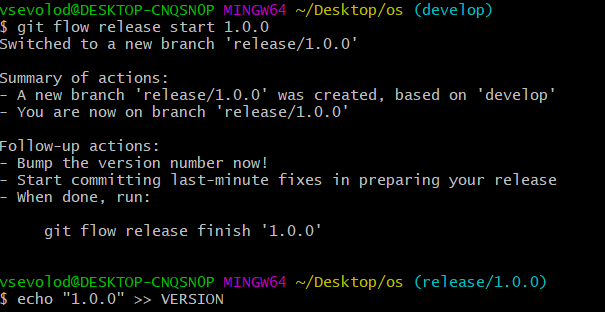 vsevolod@DESKTOP-CNQSN0P MINGW64 ~/Desktop/os (develop)
$ git flow release start 1.0.0
Switched to a new branch 'release/1.0.0'

Summary of actions:
- A new branch 'release/1.0.0' was created, based on 'develop'
- You are now on branch 'release/1.0.0'

Follow-up actions:
- Bump the version number now!
- Start committing last-minute fixes in preparing your release
- When done, run:

     git flow release finish '1.0.0'

vsevolod@DESKTOP-CNQSN0P MINGW64 ~/Desktop/os (release/1.0.0)
$ echo "1.0.0" >> VERSION